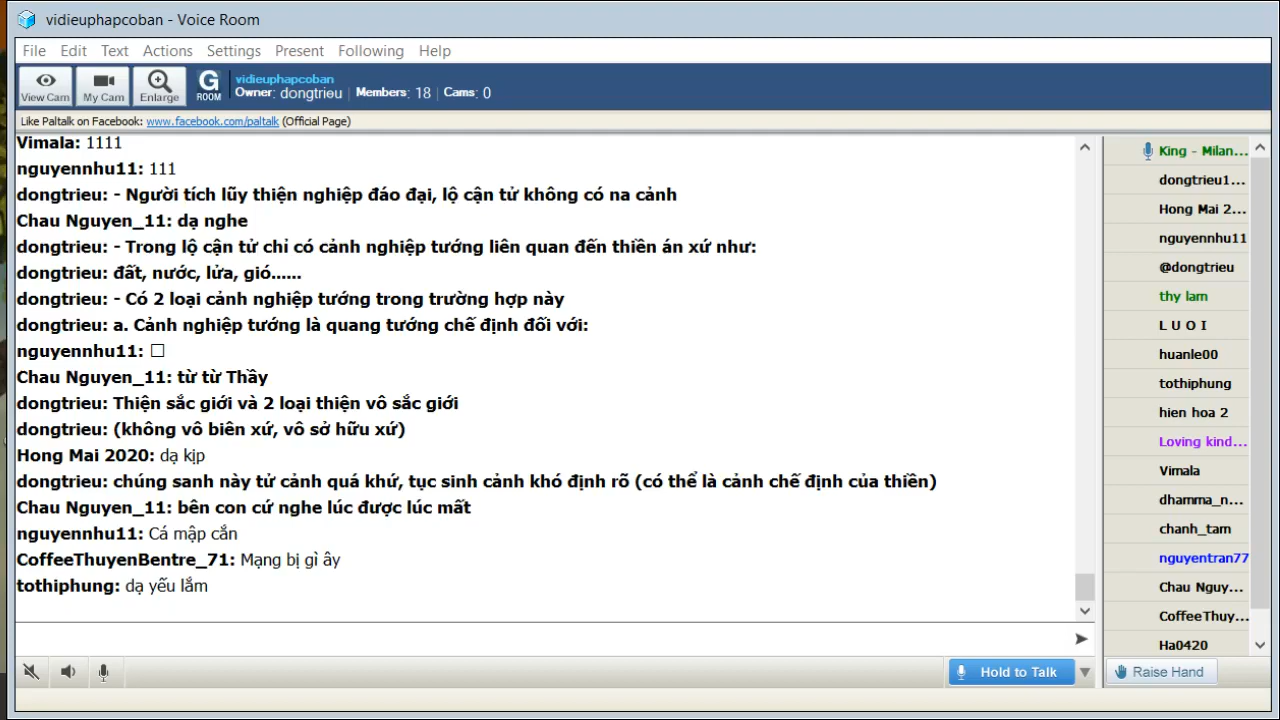 vidieuphapcoban - Voice Room
File Edit Text Actions Settings Present Following Help
View Cam My Cam Enlarge G ROOM
vidieuphapcoban
Owner: dongtrieu | Members: 18 | Cams: 0
Like Paltalk on Facebook: www.facebook.com/paltalk (Official Page)
Vimala: 1111
nguyennhu11: 111
dongtrieu: - Người tích lũy thiện nghiệp đáo đại, lộ cận tử không có na cảnh
Chau Nguyen_11: dạ nghe
dongtrieu: - Trong lộ cận tử chỉ có cảnh nghiệp tướng liên quan đến thiền án xứ như:
dongtrieu: đất, nước, lửa, gió......
dongtrieu: - Có 2 loại cảnh nghiệp tướng trong trường hợp này
dongtrieu: a. Cảnh nghiệp tướng là quang tướng chế định đối với:
nguyennhu11: □
Chau Nguyen_11: từ từ Thầy
dongtrieu: Thiện sắc giới và 2 loại thiện vô sắc giới
dongtrieu: (không vô biên xứ, vô sở hữu xứ)
Hong Mai 2020: dạ kịp
dongtrieu: chúng sanh này tử cảnh quá khứ, tục sinh cảnh khó định rõ (có thể là cảnh chế định của thiền)
Chau Nguyen_11: bên con cứ nghe lúc được lúc mất
nguyennhu11: Cá mập cắn
CoffeeThuyenBentre_71: Mạng bị gì ây
tothiphung: dạ yếu lắm
Hold to Talk
King - Milan...
dongtrieu1...
Hong Mai 2...
nguyennhu11
@dongtrieu
thy lam
L U O I
huanle00
tothiphung
hien hoa 2
Loving kind...
Vimala
dhamma_n...
chanh_tam
nguyentran77
Chau Nguy...
CoffeeThuy...
Ha0420
Raise Hand